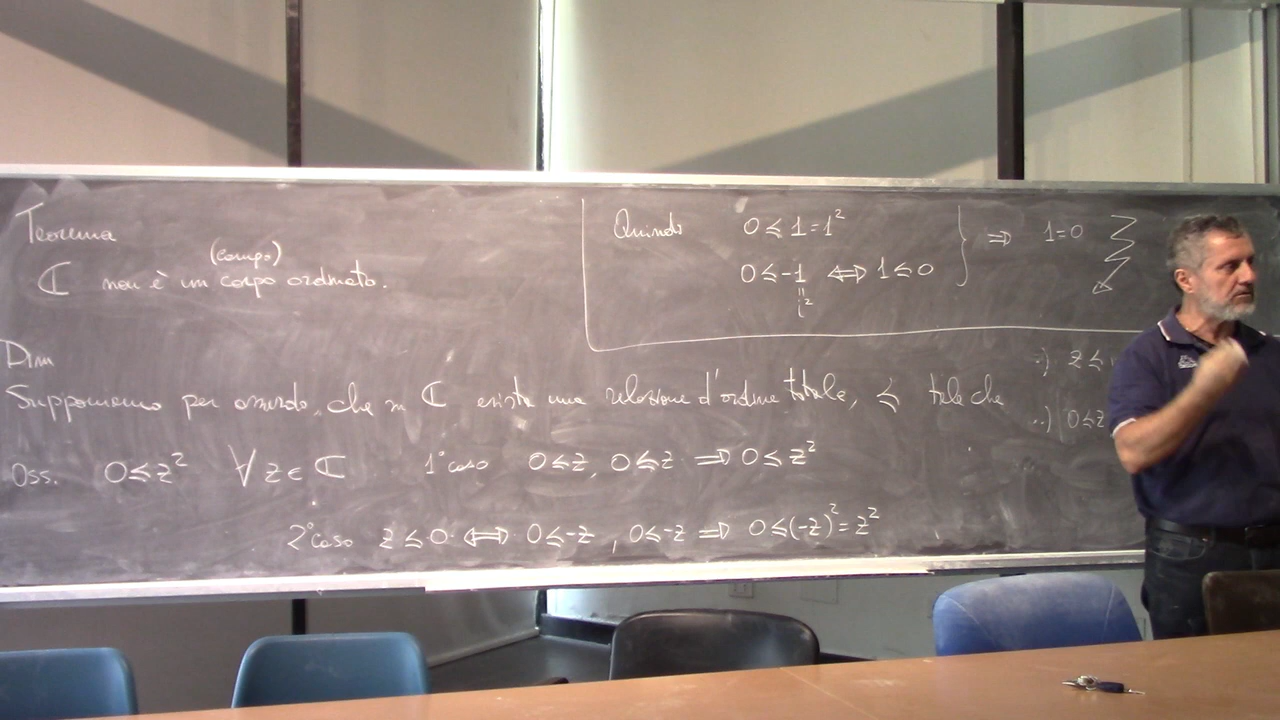 Teorema
(campo)
ℂ non è un corpo ordinato.
Dim
Supponiamo per assurdo, che in ℂ esista una relazione d'ordine totale, ≤ tale che
·) z ≤
··) 0≤z
Oss. 0≤z² ∀z∈ℂ 1°caso 0≤z, 0≤z ⇒ 0≤z²
2°caso z≤0 ⇔ 0≤-z, 0≤-z ⇒ 0≤(-z)²=z²
Quindi 0≤1=1²
0≤-1 ⇔ 1≤0
}⇒ 1=0
=
i²